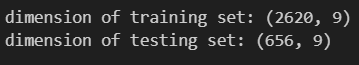 dimension of training set: (2620, 9)
dimension of testing set: (656, 9)